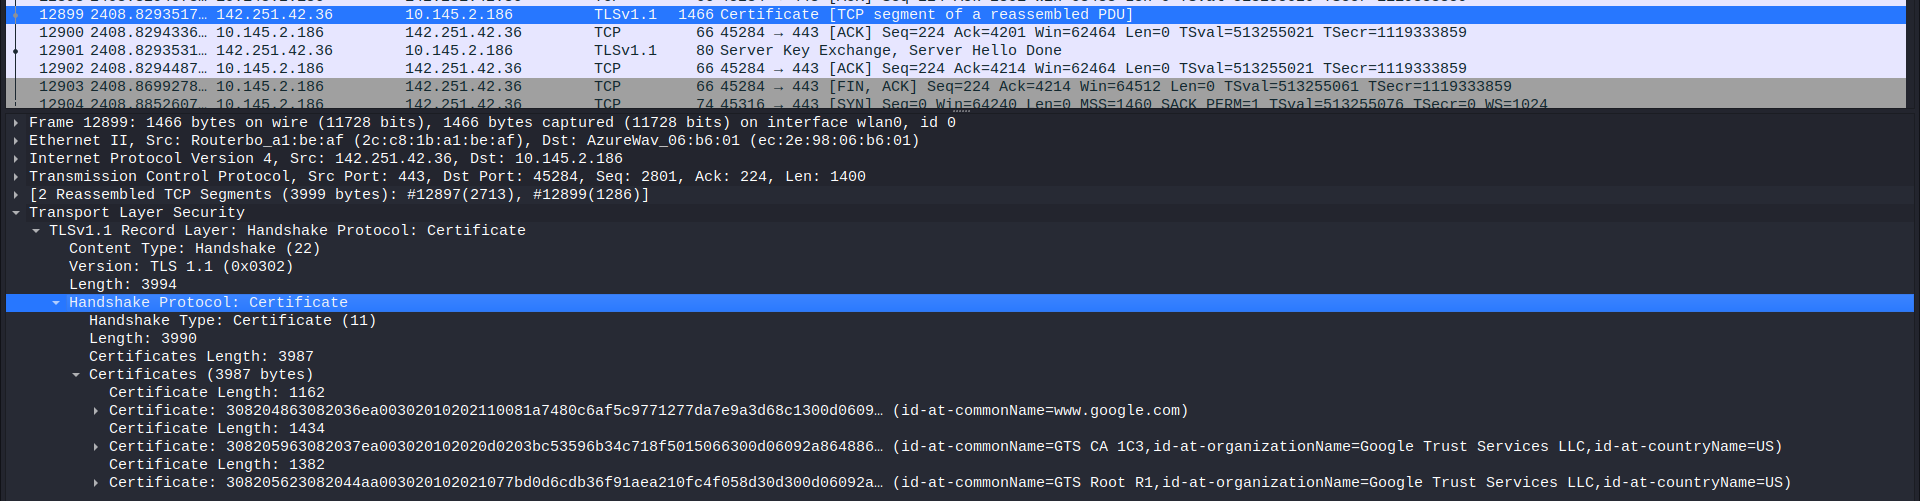 12899 2408.8293517… 142.251.42.36 10.145.2.186 TLSv1.1 1466 Certificate [TCP segment of a reassembled PDU]
12900 2408.8294336… 10.145.2.186 142.251.42.36 TCP 66 45284 → 443 [ACK] Seq=224 Ack=4201 Win=62464 Len=0 TSval=513255021 TSecr=1119333859
12901 2408.8293531… 142.251.42.36 10.145.2.186 TLSv1.1 80 Server Key Exchange, Server Hello Done
12902 2408.8294487… 10.145.2.186 142.251.42.36 TCP 66 45284 → 443 [ACK] Seq=224 Ack=4214 Win=62464 Len=0 TSval=513255021 TSecr=1119333859
12903 2408.8699278… 10.145.2.186 142.251.42.36 TCP 66 45284 → 443 [FIN, ACK] Seq=224 Ack=4214 Win=64512 Len=0 TSval=513255061 TSecr=1119333859
12904 2408.8852607… 10.145.2.186 142.251.42.36 TCP 74 45316 → 443 [SYN] Seq=0 Win=64240 Len=0 MSS=1460 SACK_PERM=1 TSval=513255076 TSecr=0 WS=1024
Frame 12899: 1466 bytes on wire (11728 bits), 1466 bytes captured (11728 bits) on interface wlan0, id 0
Ethernet II, Src: Routerbo_a1:be:af (2c:c8:1b:a1:be:af), Dst: AzureWav_06:b6:01 (ec:2e:98:06:b6:01)
Internet Protocol Version 4, Src: 142.251.42.36, Dst: 10.145.2.186
Transmission Control Protocol, Src Port: 443, Dst Port: 45284, Seq: 2801, Ack: 224, Len: 1400
[2 Reassembled TCP Segments (3999 bytes): #12897(2713), #12899(1286)]
Transport Layer Security
TLSv1.1 Record Layer: Handshake Protocol: Certificate
Content Type: Handshake (22)
Version: TLS 1.1 (0x0302)
Length: 3994
Handshake Protocol: Certificate
Handshake Type: Certificate (11)
Length: 3990
Certificates Length: 3987
Certificates (3987 bytes)
Certificate Length: 1162
Certificate: 308204863082036ea00302010202110081a7480c6af5c9771277da7e9a3d68c1300d0609… (id-at-commonName=www.google.com)
Certificate Length: 1434
Certificate: 308205963082037ea003020102020d0203bc53596b34c718f5015066300d06092a864886… (id-at-commonName=GTS CA 1C3,id-at-organizationName=Google Trust Services LLC,id-at-countryName=US)
Certificate Length: 1382
Certificate: 308205623082044aa003020102021077bd0d6cdb36f91aea210fc4f058d30d300d06092a… (id-at-commonName=GTS Root R1,id-at-organizationName=Google Trust Services LLC,id-at-countryName=US)